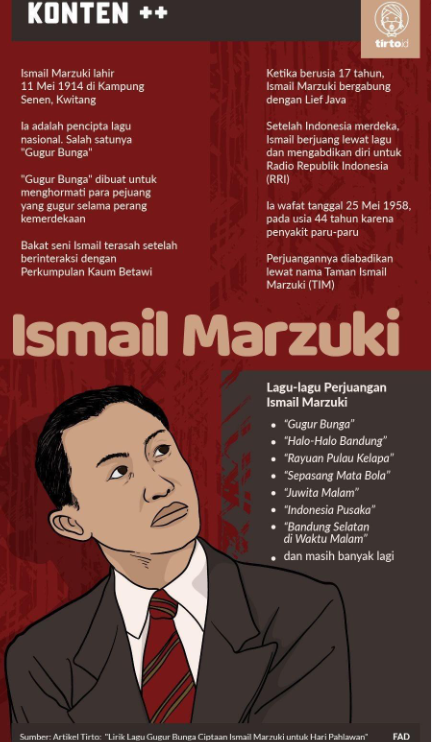 KONTEN ++
tirto.id
Ismail Marzuki lahir
11 Mei 1914 di Kampung
Senen, Kwitang
Ia adalah pencipta lagu
nasional. Salah satunya
"Gugur Bunga"
"Gugur Bunga" dibuat untuk
menghormati para pejuang
yang gugur selama perang
kemerdekaan
Bakat seni Ismail terasah setelah
berinteraksi dengan
Perkumpulan Kaum Betawi
Ketika berusia 17 tahun,
Ismail Marzuki bergabung
dengan Lief Java
Setelah Indonesia merdeka,
Ismail berjuang lewat lagu
dan mengabdikan diri untuk
Radio Republik Indonesia
(RRI)
Ia wafat tanggal 25 Mei 1958,
pada usia 44 tahun karena
penyakit paru-paru
Perjuangannya diabadikan
lewat nama Taman Ismail
Marzuki (TIM)
Ismail Marzuki
Lagu-lagu Perjuangan
Ismail Marzuki
• "Gugur Bunga"
• "Halo-Halo Bandung"
• "Rayuan Pulau Kelapa"
• "Sepasang Mata Bola"
• "Juwita Malam"
• "Indonesia Pusaka"
• "Bandung Selatan
di Waktu Malam"
• dan masih banyak lagi
Sumber: Artikel Tirto: "Lirik Lagu Gugur Bunga Ciptaan Ismail Marzuki untuk Hari Pahlawan"
FAD